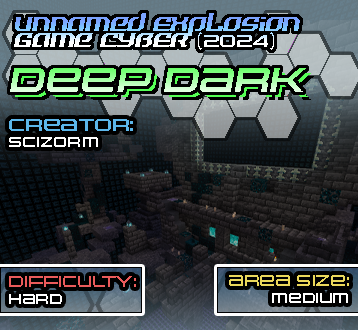 UNNAMED EXPLOSION
GAME CYBER (2024)
DEEP DARK
CREATOR:
SCIZORM
DIFFICULTY:
HARD
AREA SIZE:
MEDIUM